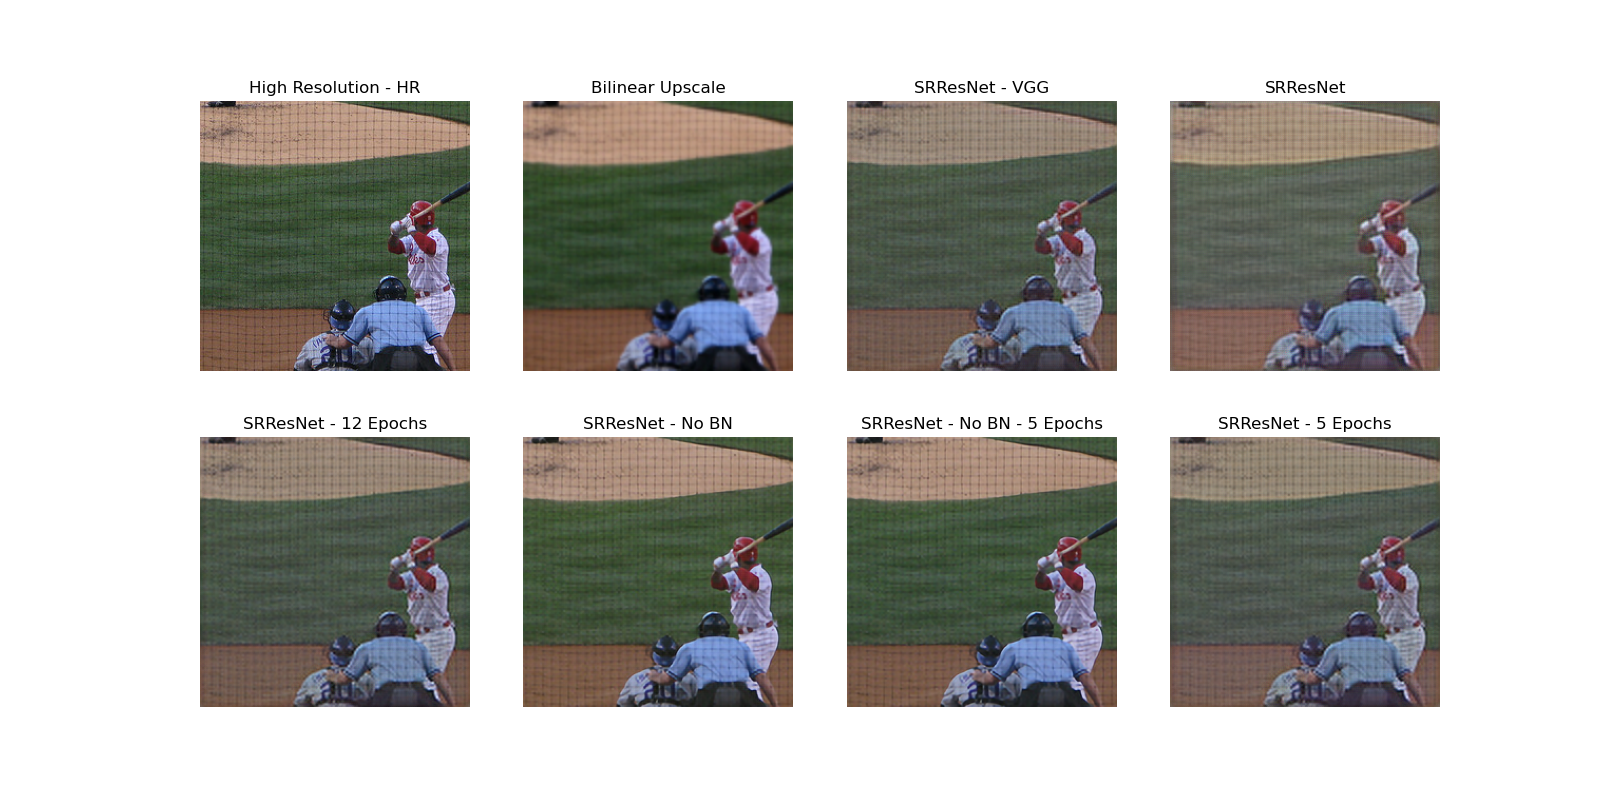 High Resolution - HR
Bilinear Upscale
SRResNet - VGG
SRResNet
SRResNet - 12 Epochs
SRResNet - No BN
SRResNet - No BN - 5 Epochs
SRResNet - 5 Epochs